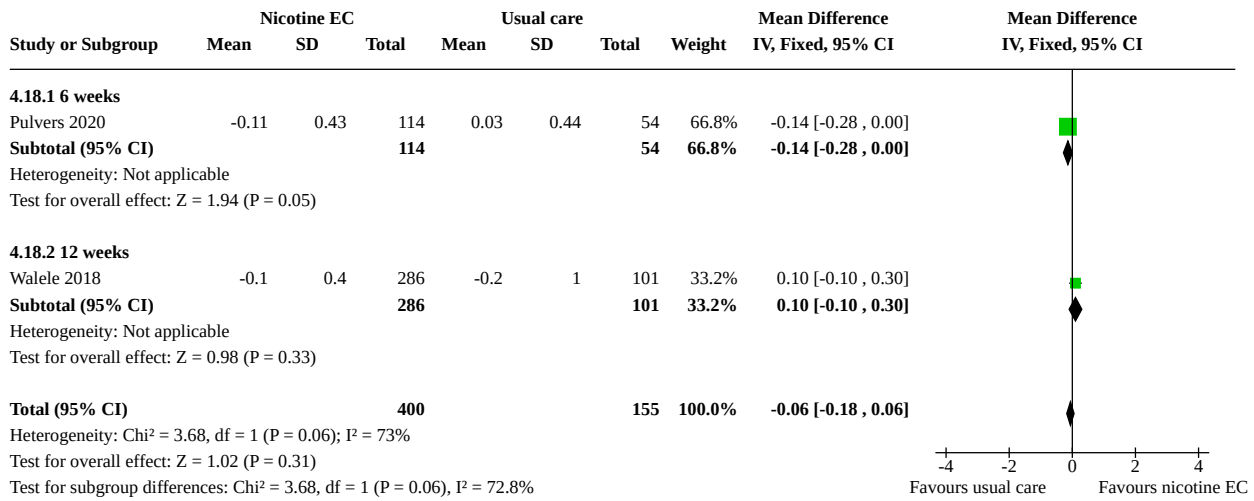 Nicotine EC Usual care Mean Difference Mean Difference
Study or Subgroup Mean SD Total Mean SD Total Weight IV, Fixed, 95% CI IV, Fixed, 95% CI
4.18.1 6 weeks
Pulvers 2020 -0.11 0.43 114 0.03 0.44 54 66.8% -0.14 [-0.28 , 0.00]
Subtotal (95% CI) 114 54 66.8% -0.14 [-0.28 , 0.00]
Heterogeneity: Not applicable
Test for overall effect: Z = 1.94 (P = 0.05)
4.18.2 12 weeks
Walele 2018 -0.1 0.4 286 -0.2 1 101 33.2% 0.10 [-0.10 , 0.30]
Subtotal (95% CI) 286 101 33.2% 0.10 [-0.10 , 0.30]
Heterogeneity: Not applicable
Test for overall effect: Z = 0.98 (P = 0.33)
Total (95% CI) 400 155 100.0% -0.06 [-0.18 , 0.06]
Heterogeneity: Chi² = 3.68, df = 1 (P = 0.06); I² = 73%
Test for overall effect: Z = 1.02 (P = 0.31)
-4 -2 0 2 4
Test for subgroup differences: Chi² = 3.68, df = 1 (P = 0.06), I² = 72.8% Favours usual care Favours nicotine EC